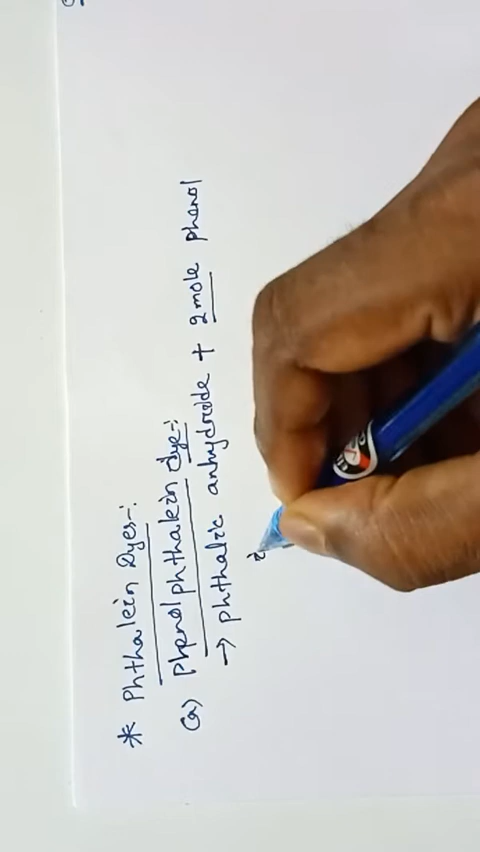 * Phthalein Dyes-:
(a) Phenolphthalein dye-:
→ phthalic anhydride + 2 mole phenol